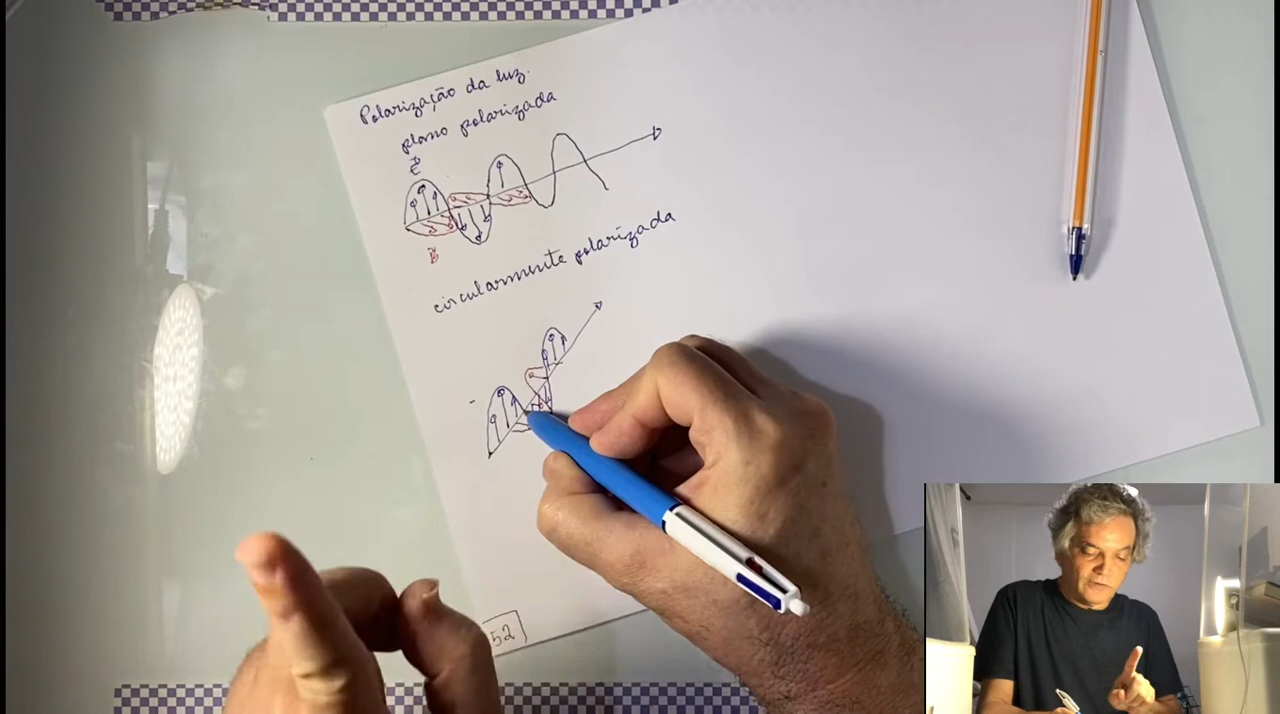 Polarização da luz.
plano polarizada
E
B
circularmente polarizada
52